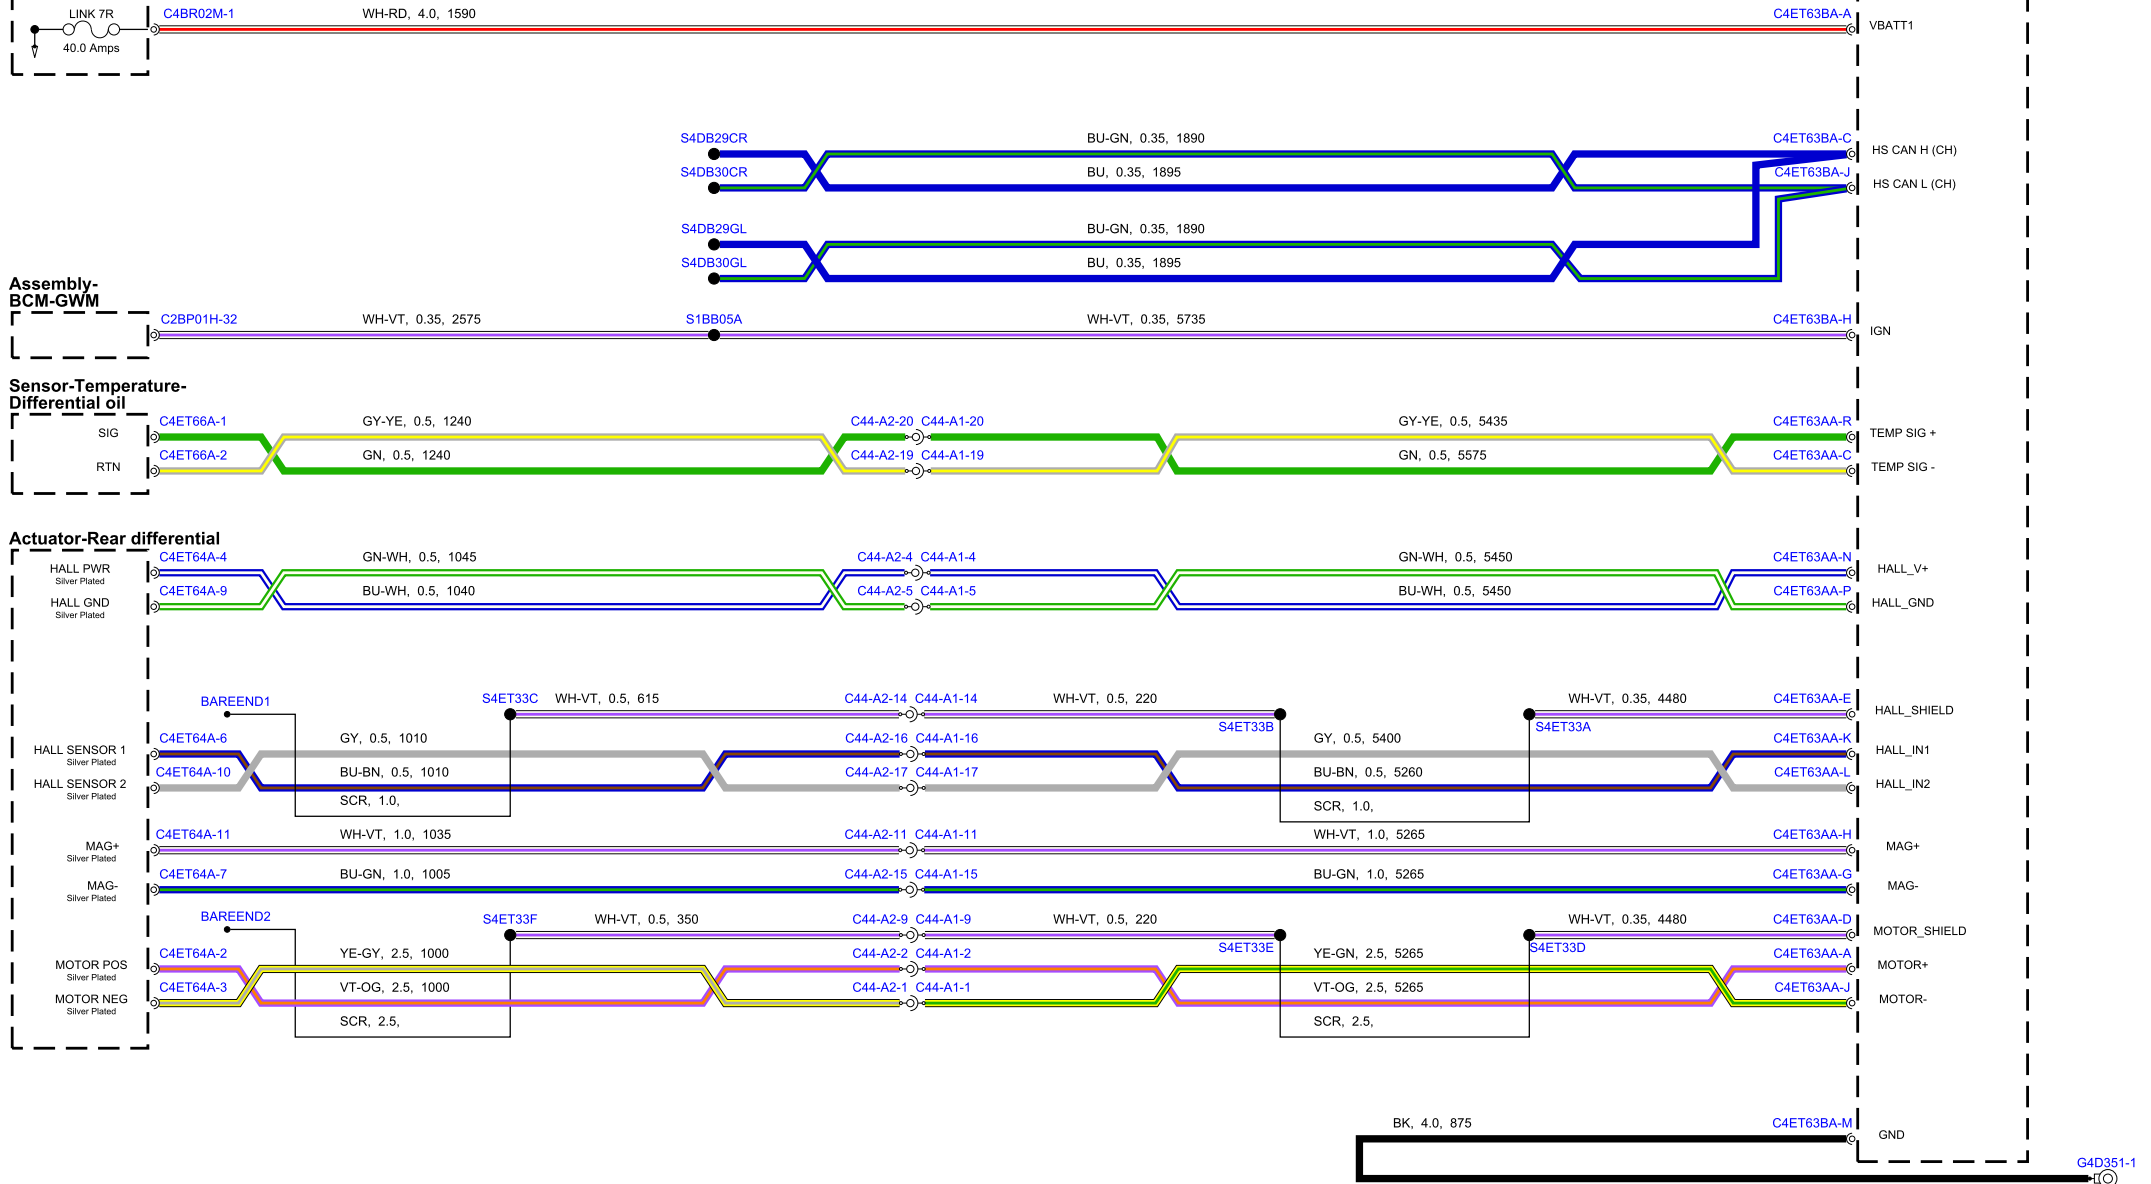 LINK 7R
40.0 Amps
C4BR02M-1
WH-RD, 4.0, 1590
C4ET63BA-A
VBATT1
S4DB29CR
BU-GN, 0.35, 1890
C4ET63BA-C
HS CAN H (CH)
S4DB30CR
BU, 0.35, 1895
C4ET63BA-J
HS CAN L (CH)
S4DB29GL
BU-GN, 0.35, 1890
S4DB30GL
BU, 0.35, 1895
Assembly-
BCM-GWM
C2BP01H-32
WH-VT, 0.35, 2575
S1BB05A
WH-VT, 0.35, 5735
C4ET63BA-H
IGN
Sensor-Temperature-
Differential oil
SIG
C4ET66A-1
GY-YE, 0.5, 1240
C44-A2-20
C44-A1-20
GY-YE, 0.5, 5435
C4ET63AA-R
TEMP SIG +
RTN
C4ET66A-2
GN, 0.5, 1240
C44-A2-19
C44-A1-19
GN, 0.5, 5575
C4ET63AA-C
TEMP SIG -
Actuator-Rear differential
HALL PWR
Silver Plated
C4ET64A-4
GN-WH, 0.5, 1045
C44-A2-4
C44-A1-4
GN-WH, 0.5, 5450
C4ET63AA-N
HALL_V+
HALL GND
Silver Plated
C4ET64A-9
BU-WH, 0.5, 1040
C44-A2-5
C44-A1-5
BU-WH, 0.5, 5450
C4ET63AA-P
HALL_GND
BAREEND1
S4ET33C
WH-VT, 0.5, 615
C44-A2-14
C44-A1-14
WH-VT, 0.5, 220
S4ET33B
S4ET33A
WH-VT, 0.35, 4480
C4ET63AA-E
HALL_SHIELD
HALL SENSOR 1
Silver Plated
C4ET64A-6
GY, 0.5, 1010
C44-A2-16
C44-A1-16
GY, 0.5, 5400
C4ET63AA-K
HALL_IN1
HALL SENSOR 2
Silver Plated
C4ET64A-10
BU-BN, 0.5, 1010
C44-A2-17
C44-A1-17
BU-BN, 0.5, 5260
C4ET63AA-L
HALL_IN2
SCR, 1.0,
SCR, 1.0,
MAG+
Silver Plated
C4ET64A-11
WH-VT, 1.0, 1035
C44-A2-11
C44-A1-11
WH-VT, 1.0, 5265
C4ET63AA-H
MAG+
MAG-
Silver Plated
C4ET64A-7
BU-GN, 1.0, 1005
C44-A2-15
C44-A1-15
BU-GN, 1.0, 5265
C4ET63AA-G
MAG-
BAREEND2
S4ET33F
WH-VT, 0.5, 350
C44-A2-9
C44-A1-9
WH-VT, 0.5, 220
S4ET33E
S4ET33D
WH-VT, 0.35, 4480
C4ET63AA-D
MOTOR_SHIELD
MOTOR POS
Silver Plated
C4ET64A-2
YE-GY, 2.5, 1000
C44-A2-2
C44-A1-2
YE-GN, 2.5, 5265
C4ET63AA-A
MOTOR+
MOTOR NEG
Silver Plated
C4ET64A-3
VT-OG, 2.5, 1000
C44-A2-1
C44-A1-1
VT-OG, 2.5, 5265
C4ET63AA-J
MOTOR-
SCR, 2.5,
SCR, 2.5,
BK, 4.0, 875
C4ET63BA-M
GND
G4D351-1